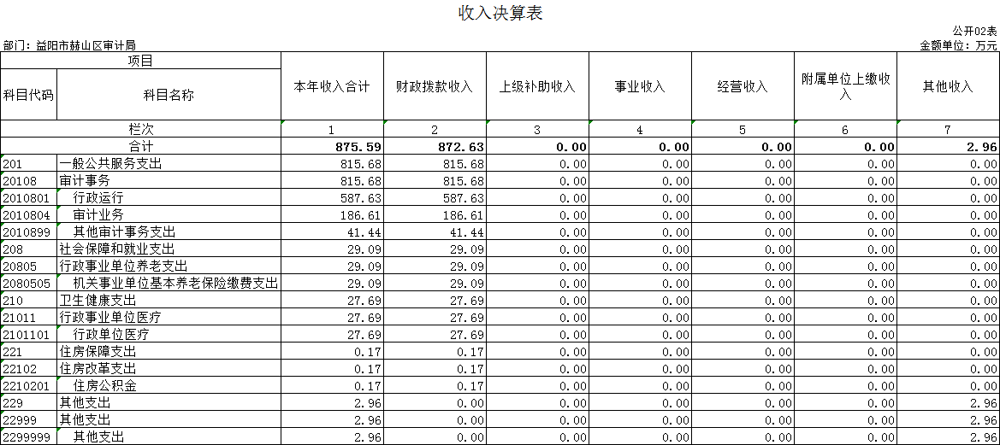 收入决算表
公开02表
部门：益阳市赫山区审计局 金额单位：万元
项目 本年收入合计 财政拨款收入 上级补助收入 事业收入 经营收入 附属单位上缴收入 其他收入
科目代码 科目名称
栏次 1 2 3 4 5 6 7
合计 875.59 872.63 0.00 0.00 0.00 0.00 2.96
201 一般公共服务支出 815.68 815.68 0.00 0.00 0.00 0.00 0.00
20108 审计事务 815.68 815.68 0.00 0.00 0.00 0.00 0.00
2010801 行政运行 587.63 587.63 0.00 0.00 0.00 0.00 0.00
2010804 审计业务 186.61 186.61 0.00 0.00 0.00 0.00 0.00
2010899 其他审计事务支出 41.44 41.44 0.00 0.00 0.00 0.00 0.00
208 社会保障和就业支出 29.09 29.09 0.00 0.00 0.00 0.00 0.00
20805 行政事业单位养老支出 29.09 29.09 0.00 0.00 0.00 0.00 0.00
2080505 机关事业单位基本养老保险缴费支出 29.09 29.09 0.00 0.00 0.00 0.00 0.00
210 卫生健康支出 27.69 27.69 0.00 0.00 0.00 0.00 0.00
21011 行政事业单位医疗 27.69 27.69 0.00 0.00 0.00 0.00 0.00
2101101 行政单位医疗 27.69 27.69 0.00 0.00 0.00 0.00 0.00
221 住房保障支出 0.17 0.17 0.00 0.00 0.00 0.00 0.00
22102 住房改革支出 0.17 0.17 0.00 0.00 0.00 0.00 0.00
2210201 住房公积金 0.17 0.17 0.00 0.00 0.00 0.00 0.00
229 其他支出 2.96 0.00 0.00 0.00 0.00 0.00 2.96
22999 其他支出 2.96 0.00 0.00 0.00 0.00 0.00 2.96
2299999 其他支出 2.96 0.00 0.00 0.00 0.00 0.00 2.96